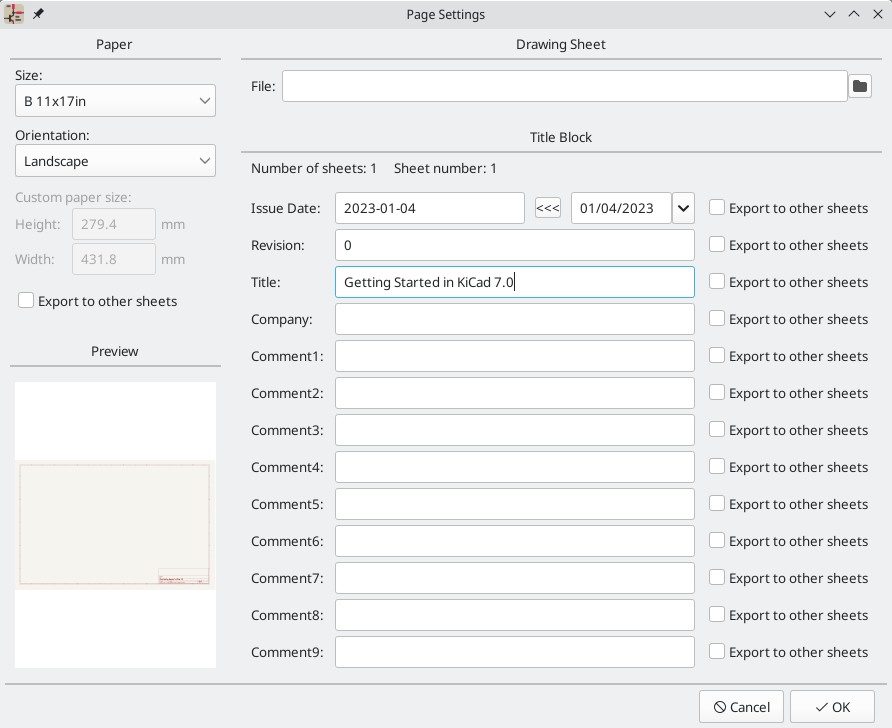 Page Settings
Paper
Size:
B 11x17in
Orientation:
Landscape
Custom paper size:
Height: 279.4 mm
Width: 431.8 mm
Export to other sheets
Preview
Drawing Sheet
File:
Title Block
Number of sheets: 1 Sheet number: 1
Issue Date: 2023-01-04 <<< 01/04/2023 Export to other sheets
Revision: 0 Export to other sheets
Title: Getting Started in KiCad 7.0 Export to other sheets
Company: Export to other sheets
Comment1: Export to other sheets
Comment2: Export to other sheets
Comment3: Export to other sheets
Comment4: Export to other sheets
Comment5: Export to other sheets
Comment6: Export to other sheets
Comment7: Export to other sheets
Comment8: Export to other sheets
Comment9: Export to other sheets
Cancel OK